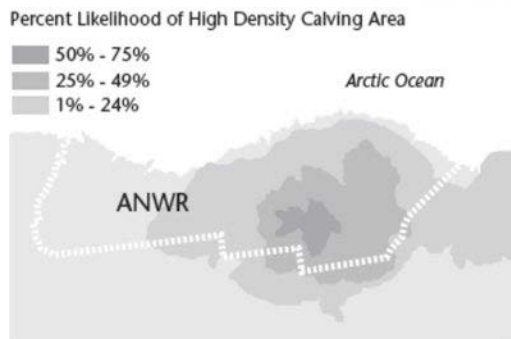 Percent Likelihood of High Density Calving Area
50% - 75%
25% - 49%
1% - 24%
Arctic Ocean
ANWR